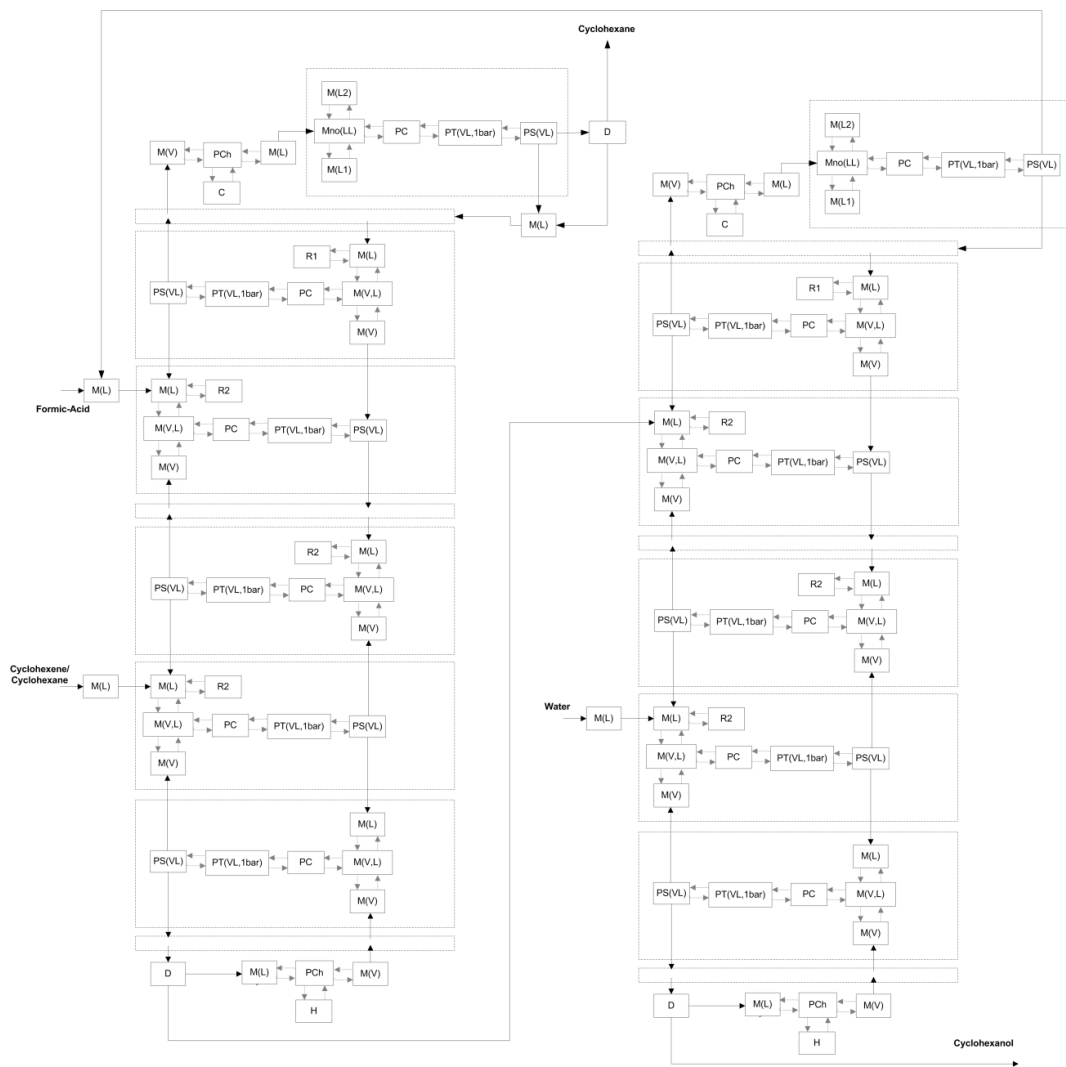 Cyclohexane
M(L2)
Mno(LL)
PC
PT(VL,1bar)
PS(VL)
D
M(L1)
M(V)
PCh
M(L)
C
M(L)
R1
M(L)
PS(VL)
PT(VL,1bar)
PC
M(V,L)
M(V)
Formic-Acid
M(L)
M(L)
R2
M(V,L)
PC
PT(VL,1bar)
PS(VL)
M(V)
R2
M(L)
PS(VL)
PT(VL,1bar)
PC
M(V,L)
M(V)
Cyclohexene/
Cyclohexane
M(L)
M(L)
R2
M(V,L)
PC
PT(VL,1bar)
PS(VL)
M(V)
M(L)
PS(VL)
PT(VL,1bar)
PC
M(V,L)
M(V)
D
M(L)
PCh
M(V)
H
M(L2)
Mno(LL)
PC
PT(VL,1bar)
PS(VL)
M(L1)
M(V)
PCh
M(L)
C
R1
M(L)
PS(VL)
PT(VL,1bar)
PC
M(V,L)
M(V)
M(L)
R2
M(V,L)
PC
PT(VL,1bar)
PS(VL)
M(V)
R2
M(L)
PS(VL)
PT(VL,1bar)
PC
M(V,L)
M(V)
Water
M(L)
M(L)
R2
M(V,L)
PC
PT(VL,1bar)
PS(VL)
M(V)
M(L)
PS(VL)
PT(VL,1bar)
PC
M(V,L)
M(V)
D
M(L)
PCh
M(V)
H
Cyclohexanol